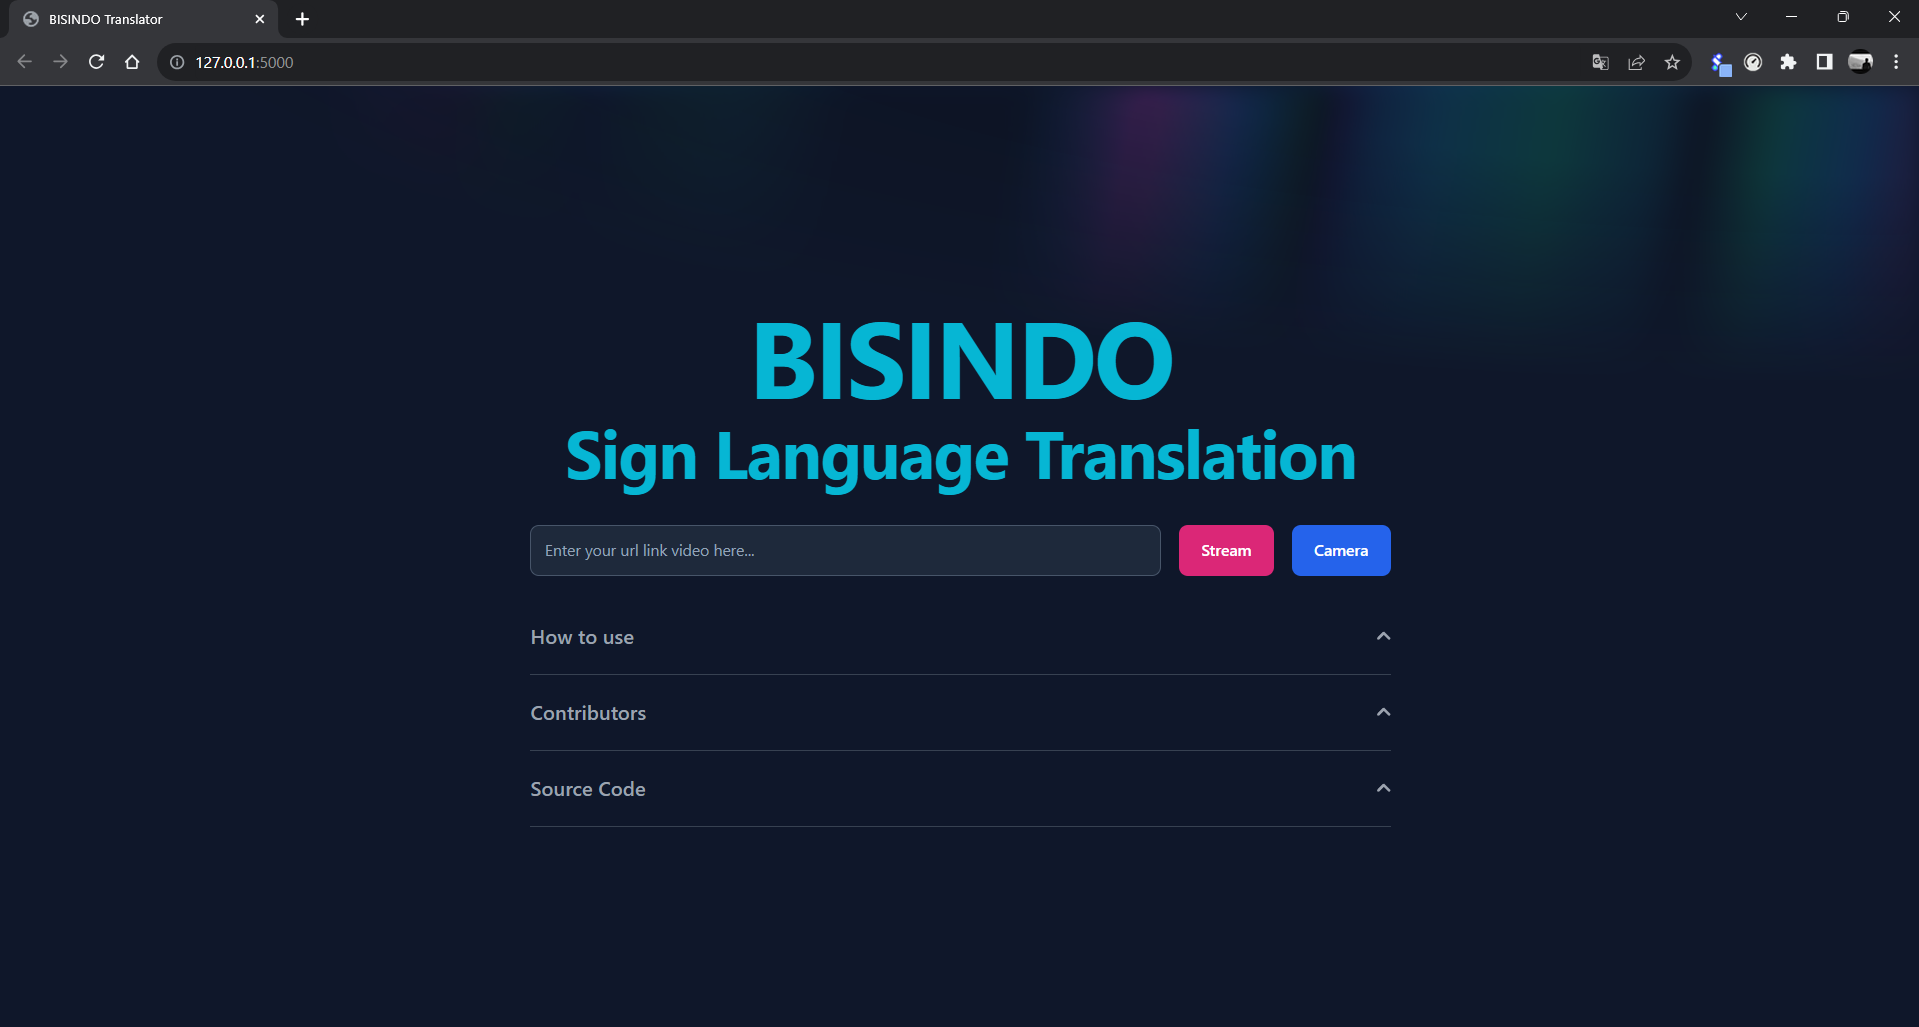 BISINDO Translator
127.0.0.1:5000
BISINDO
Sign Language Translation
Enter your url link video here...
Stream
Camera
How to use
Contributors
Source Code